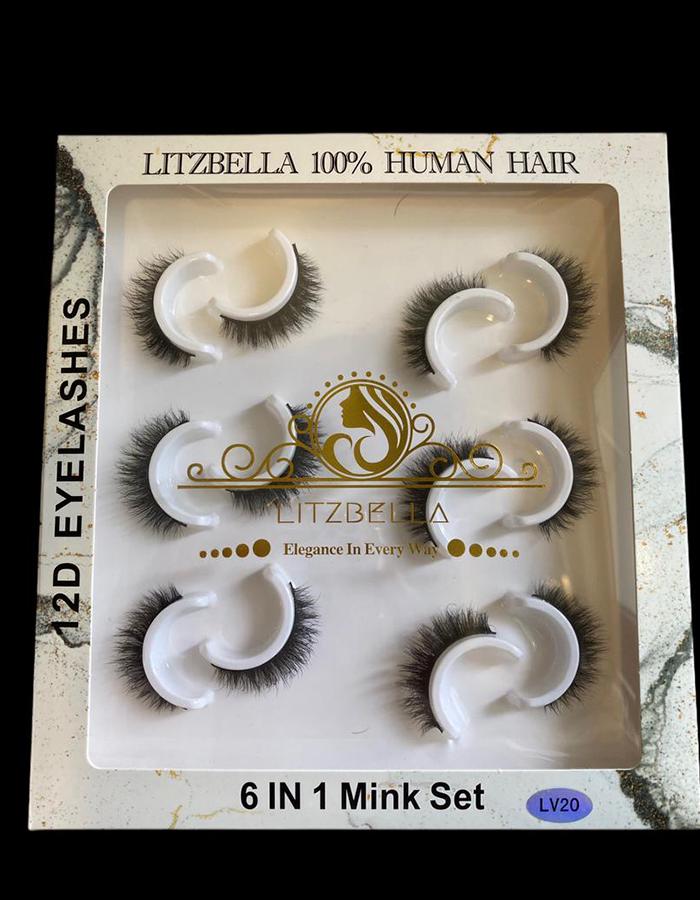 LITZBELLA 100% HUMAN HAIR
12D EYELASHES
LITZBELLA
Elegance In Every Way
6 IN 1 Mink Set
LV20